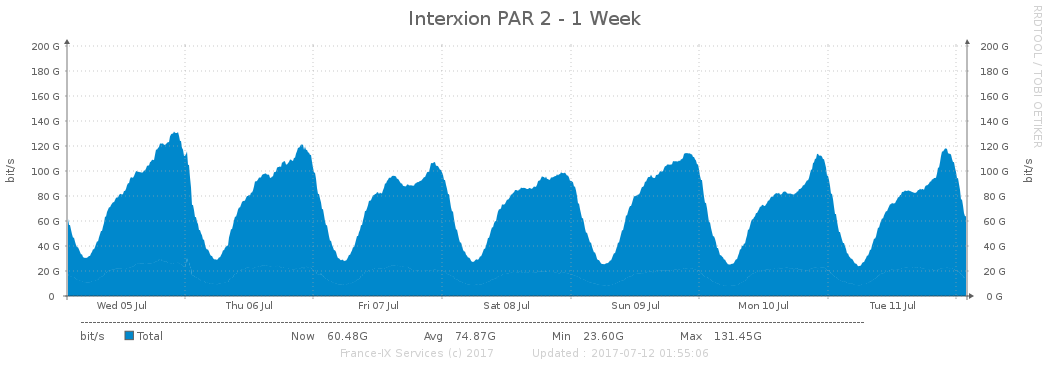 Interxion PAR 2 - 1 Week
RRDTOOL / TOBI OETIKER
bit/s
bit/s
200 G 200 G
180 G 180 G
160 G 160 G
140 G 140 G
120 G 120 G
100 G 100 G
80 G 80 G
60 G 60 G
40 G 40 G
20 G 20 G
0 0 G
Wed 05 Jul Thu 06 Jul Fri 07 Jul Sat 08 Jul Sun 09 Jul Mon 10 Jul Tue 11 Jul
bit/s Total Now 60.48G Avg 74.87G Min 23.60G Max 131.45G
France-IX Services (c) 2017 Updated : 2017-07-12 01:55:06